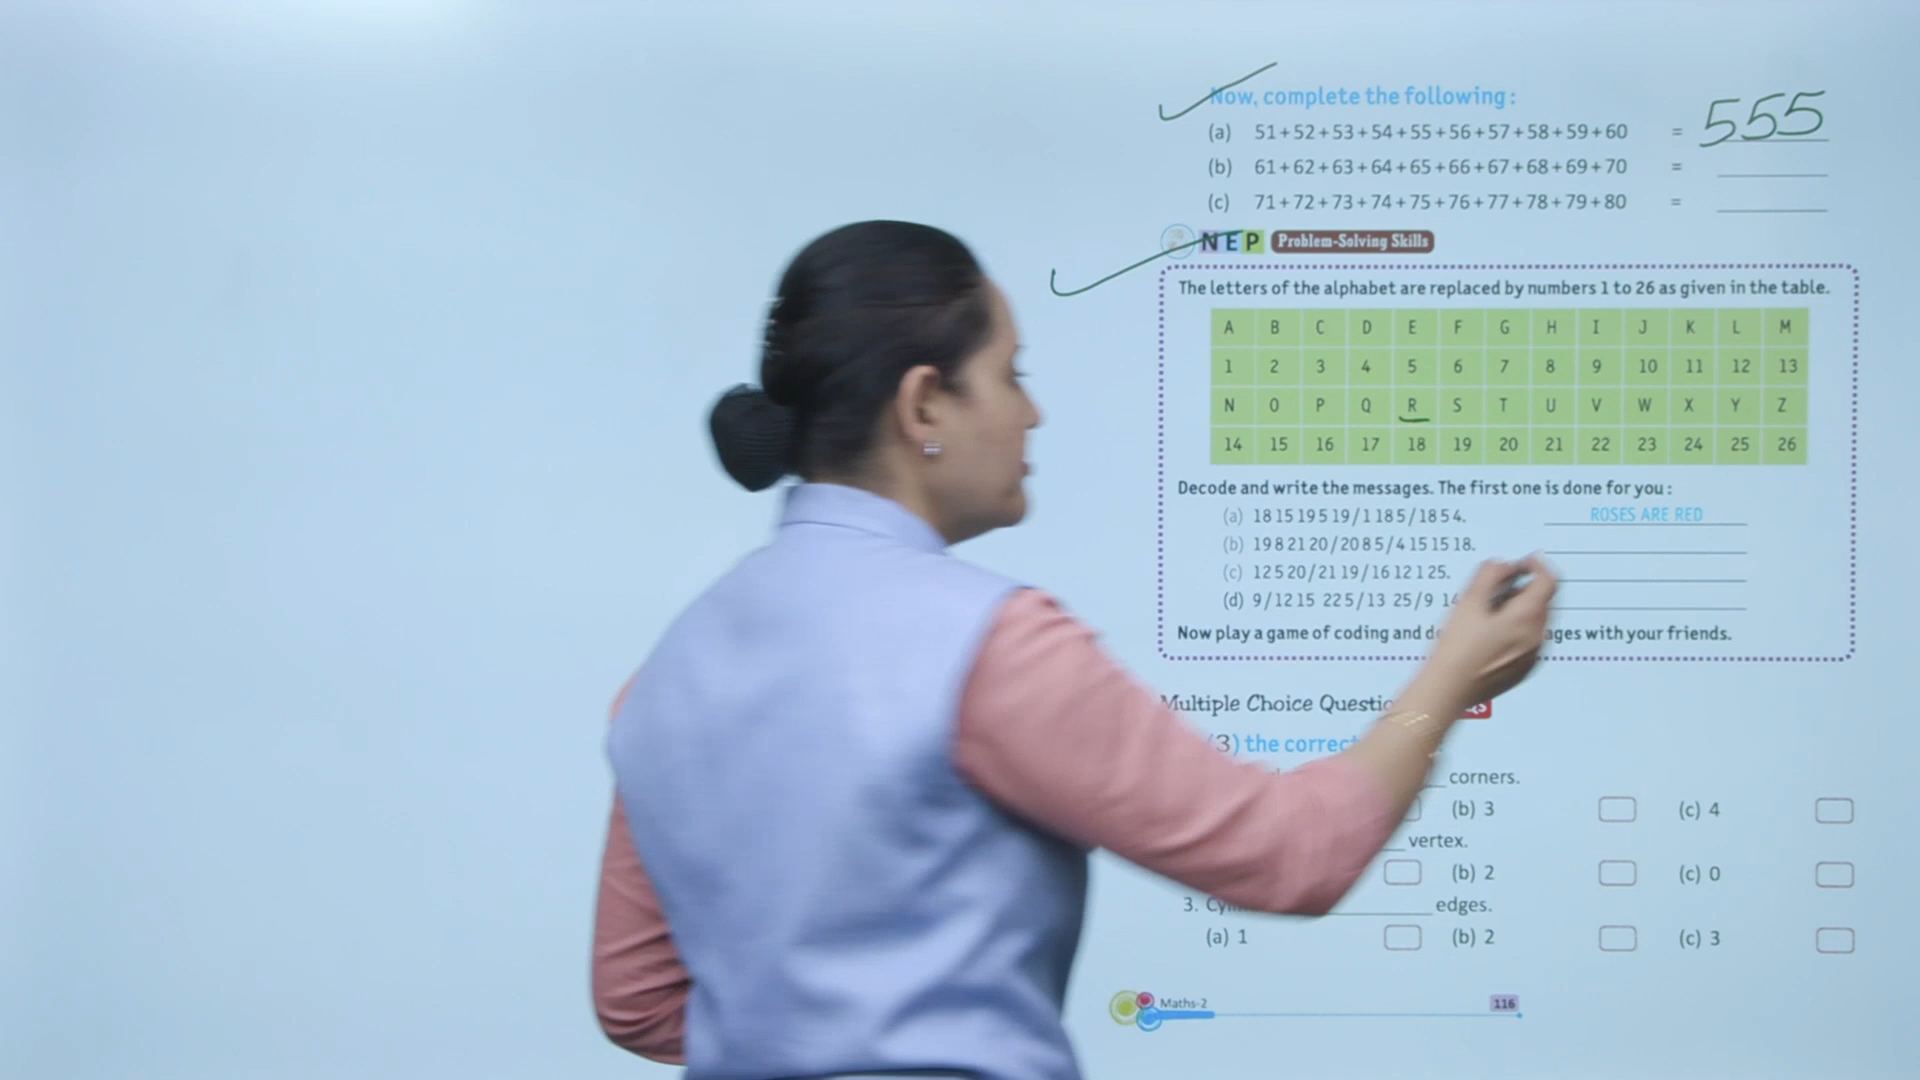 Now, complete the following:
(a) 51+52+53+54+55+56+57+58+59+60 = 555
(b) 61+62+63+64+65+66+67+68+69+70 =
(c) 71+72+73+74+75+76+77+78+79+80 =
NEP Problem-Solving Skills
The letters of the alphabet are replaced by numbers 1 to 26 as given in the table.
A B C D E F G H I J K L M
1 2 3 4 5 6 7 8 9 10 11 12 13
N O P Q R S T U V W X Y Z
14 15 16 17 18 19 20 21 22 23 24 25 26
Decode and write the messages. The first one is done for you:
(a) 18 15 19 5 19/1 18 5/18 5 4. ROSES ARE RED
(b) 19 8 21 20/20 8 5/4 15 15 18.
(c) 12 5 20/21 19/16 12 1 25.
(d) 9/12 15 22 5/13 25/9
Now play a game of coding and with your friends.
Multiple Choice
(3) the correct
corners.
(b) 3 (c) 4
vertex.
(b) 2 (c) 0
3. edges.
(a) 1 (b) 2 (c) 3
Maths-2 116